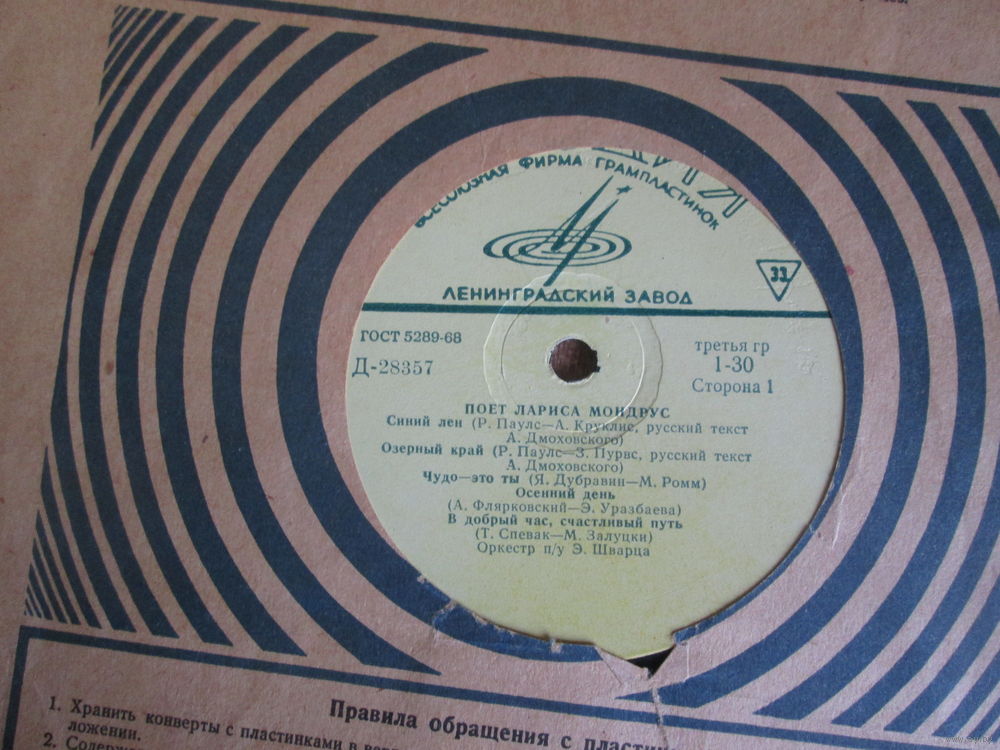 ВСЕСОЮЗНАЯ ФИРМА ГРАМПЛАСТИНОК
ЛЕНИНГРАДСКИЙ ЗАВОД
33
ГОСТ 5289-68
Д-28357
третья гр
1-30
Сторона 1
ПОЕТ ЛАРИСА МОНДРУС
Синий лен (Р. Паулс—А. Круклис, русский текст
А. Дмоховского)
Озерный край (Р. Паулс—З. Пурвс, русский текст
А. Дмоховского)
Чудо—это ты (Я. Дубравин—М. Ромм)
Осенний день
(А. Флярковский—Э. Уразбаева)
В добрый час, счастливый путь
(Т. Спевак—М. Залуцки)
Оркестр п/у Э. Шварца
Правила обращения с
1. Хранить конверты с пластинками в
ложении.
2.